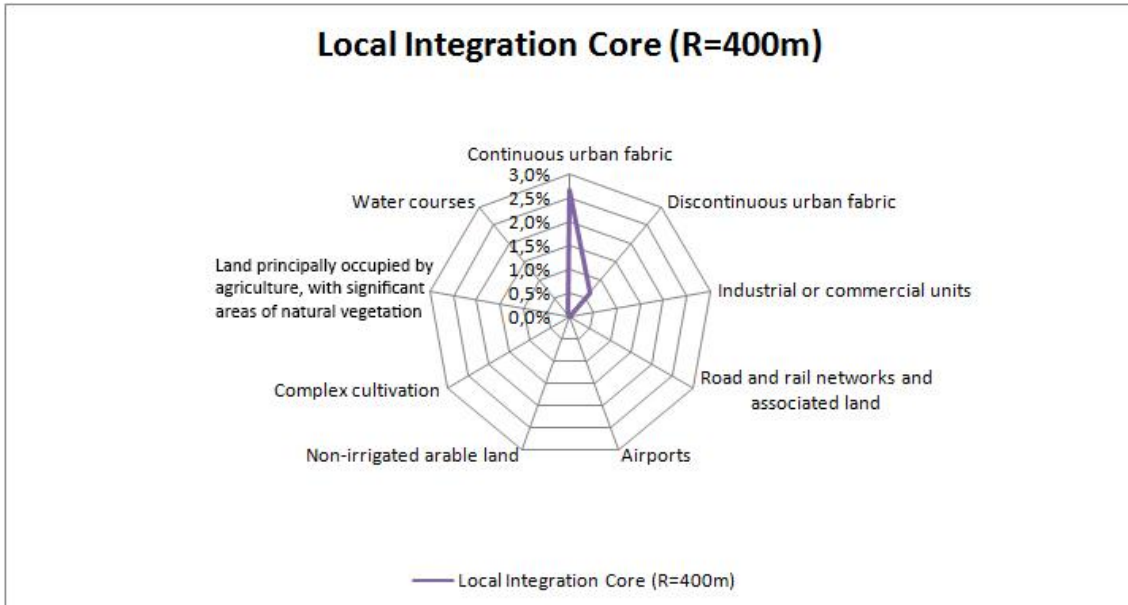 Local Integration Core (R=400m)
Continuous urban fabric
3,0%
2,5%
2,0%
1,5%
1,0%
0,5%
0,0%
Discontinuous urban fabric
Industrial or commercial units
Road and rail networks and
associated land
Airports
Non-irrigated arable land
Complex cultivation
Land principally occupied by
agriculture, with significant
areas of natural vegetation
Water courses
Local Integration Core (R=400m)